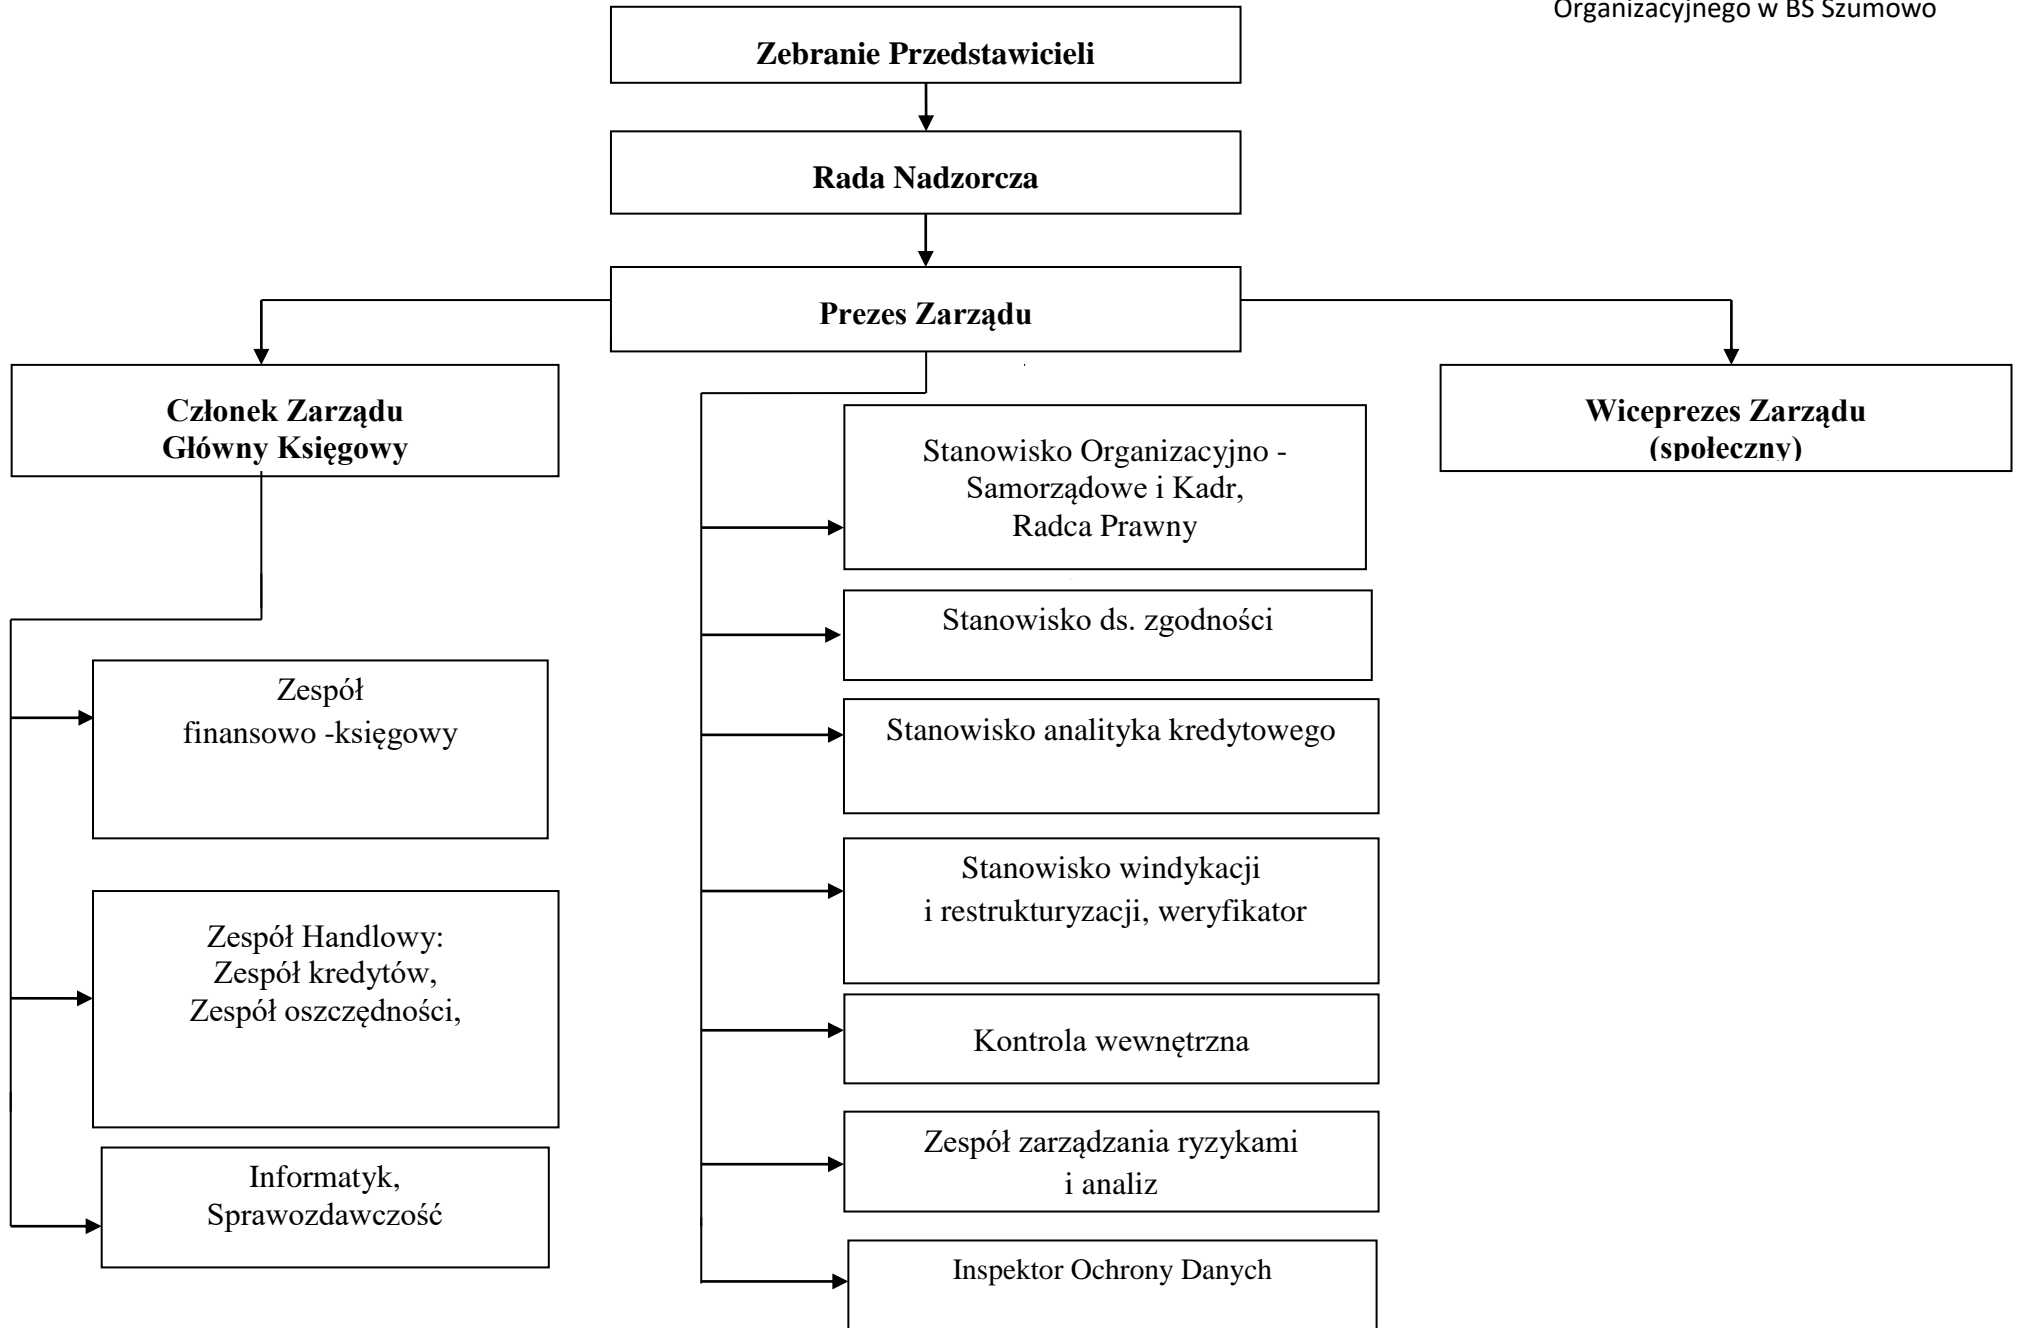 Organizacyjnego w BS Szumowo
Zebranie Przedstawicieli
Rada Nadzorcza
Prezes Zarządu
Członek Zarządu
Główny Księgowy
Wiceprezes Zarządu
(społeczny)
Stanowisko Organizacyjno -
Samorządowe i Kadr,
Radca Prawny
Stanowisko ds. zgodności
Stanowisko analityka kredytowego
Stanowisko windykacji
i restrukturyzacji, weryfikator
Kontrola wewnętrzna
Zespół zarządzania ryzykami
i analiz
Inspektor Ochrony Danych
Zespół
finansowo -księgowy
Zespół Handlowy:
Zespół kredytów,
Zespół oszczędności,
Informatyk,
Sprawozdawczość